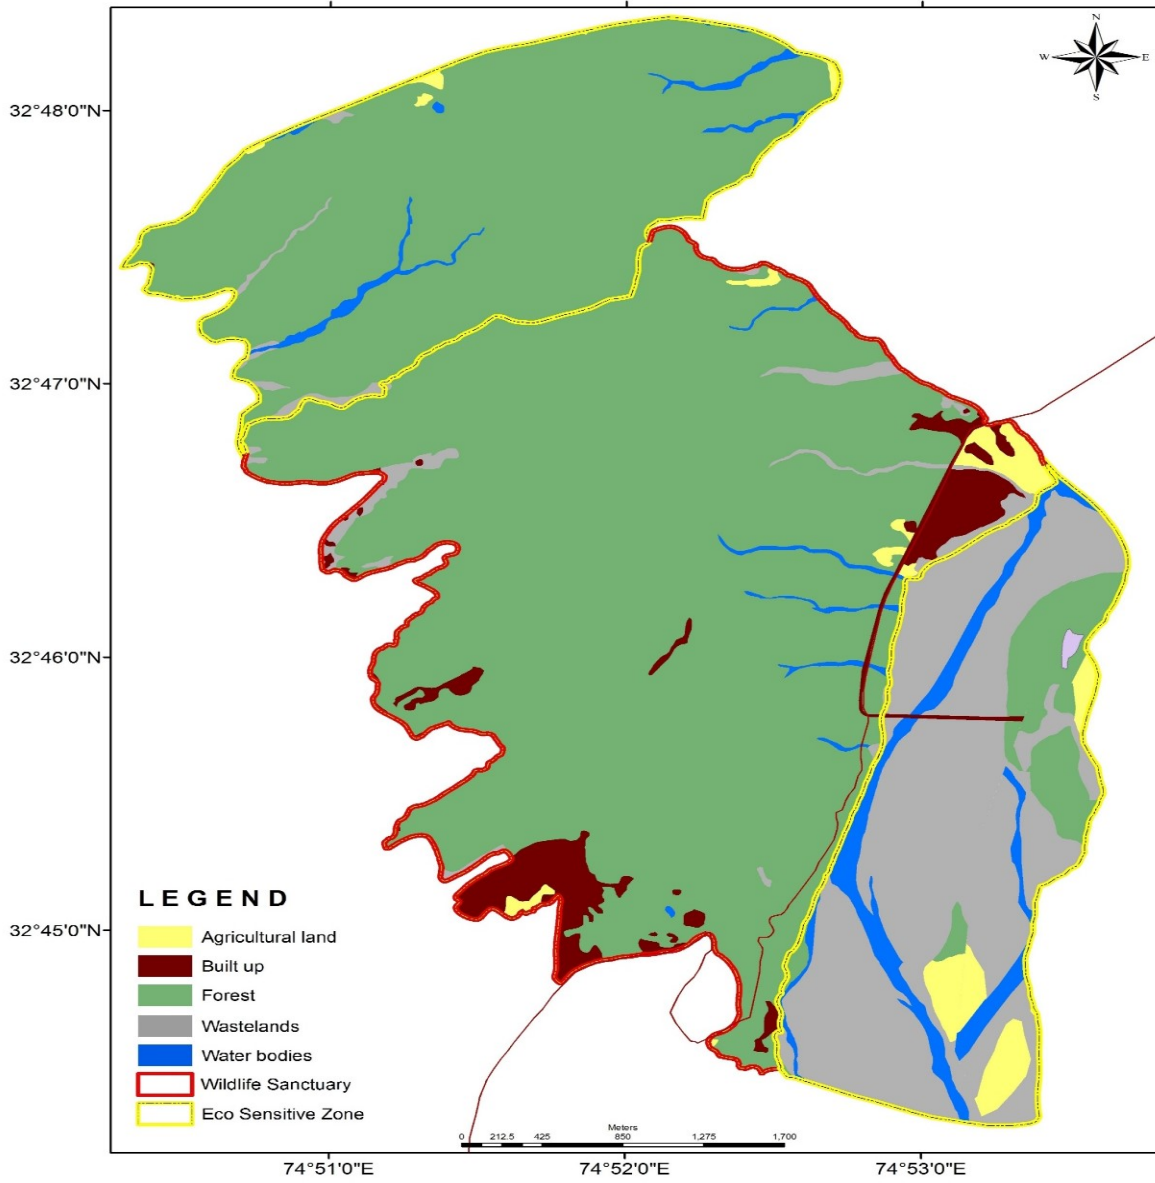 N
W E
S
32°48'0"N
32°47'0"N
32°46'0"N
32°45'0"N
LEGEND
Agricultural land
Built up
Forest
Wastelands
Water bodies
Wildlife Sanctuary
Eco Sensitive Zone
Meters
0 212.5 425 850 1,275 1,700
74°51'0"E 74°52'0"E 74°53'0"E